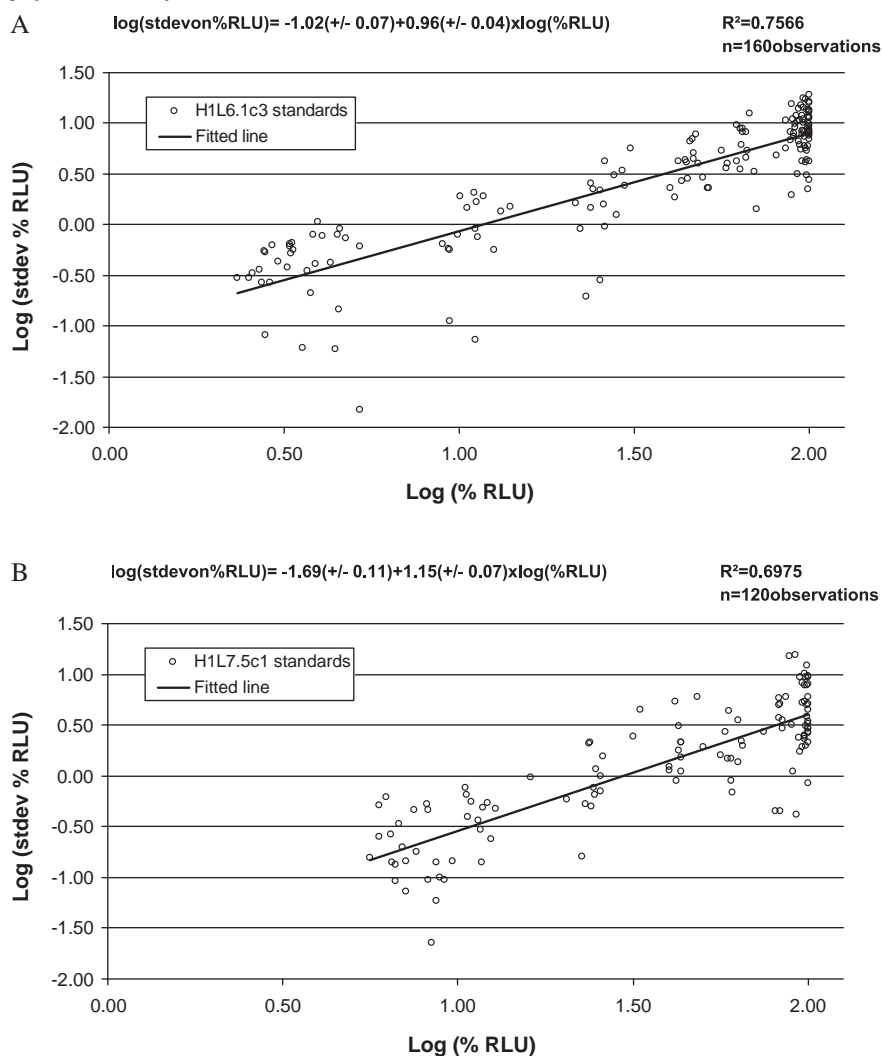 A
log(stdevon%RLU)= -1.02(+/- 0.07)+0.96(+/- 0.04)xlog(%RLU)
R²=0.7566
n=160observations
1.50
1.00
0.50
0.00
-0.50
-1.00
-1.50
-2.00
Log (stdev % RLU)
H1L6.1c3 standards
Fitted line
0.00 0.50 1.00 1.50 2.00
Log (% RLU)
B
log(stdevon%RLU)= -1.69(+/- 0.11)+1.15(+/- 0.07)xlog(%RLU)
R²=0.6975
n=120observations
1.50
1.00
0.50
0.00
-0.50
-1.00
-1.50
-2.00
Log (stdev % RLU)
H1L7.5c1 standards
Fitted line
0.00 0.50 1.00 1.50 2.00
Log (% RLU)